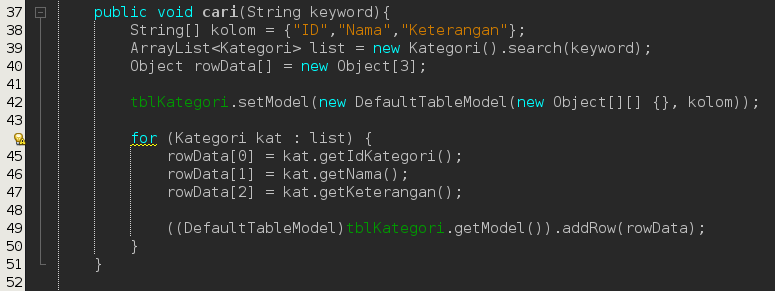 37 public void cari(String keyword){
38 String[] kolom = {"ID","Nama","Keterangan"};
39 ArrayList<Kategori> list = new Kategori().search(keyword);
40 Object rowData[] = new Object[3];
41
42 tblKategori.setModel(new DefaultTableModel(new Object[][] {}, kolom));
43
for (Kategori kat : list) {
45 rowData[0] = kat.getIdKategori();
46 rowData[1] = kat.getNama();
47 rowData[2] = kat.getKeterangan();
48
49 ((DefaultTableModel)tblKategori.getModel()).addRow(rowData);
50 }
51 }
52